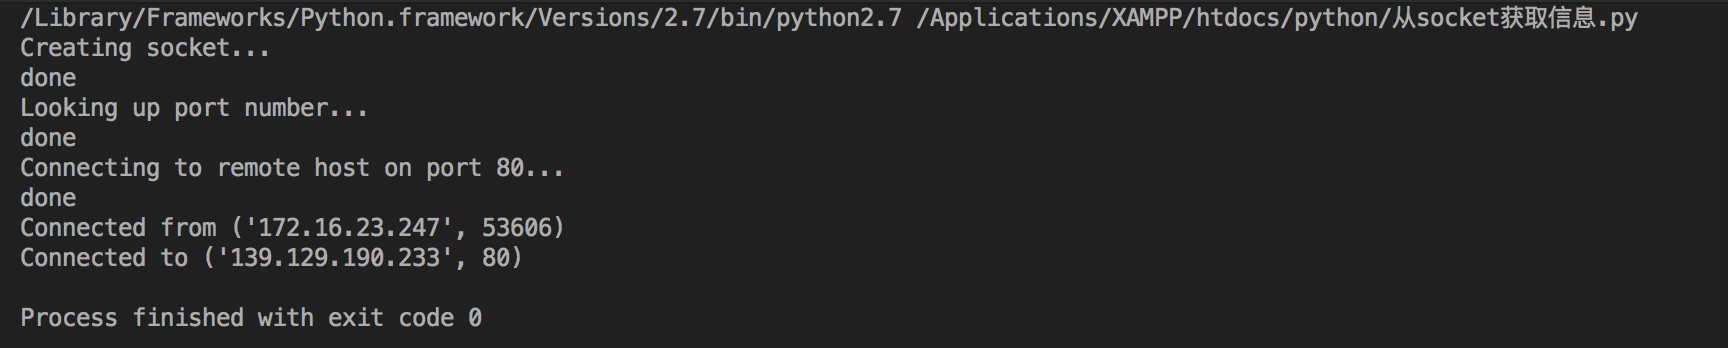 /Library/Frameworks/Python.framework/Versions/2.7/bin/python2.7 /Applications/XAMPP/htdocs/python/从socket获取信息.py
Creating socket...
done
Looking up port number...
done
Connecting to remote host on port 80...
done
Connected from ('172.16.23.247', 53606)
Connected to ('139.129.190.233', 80)
Process finished with exit code 0